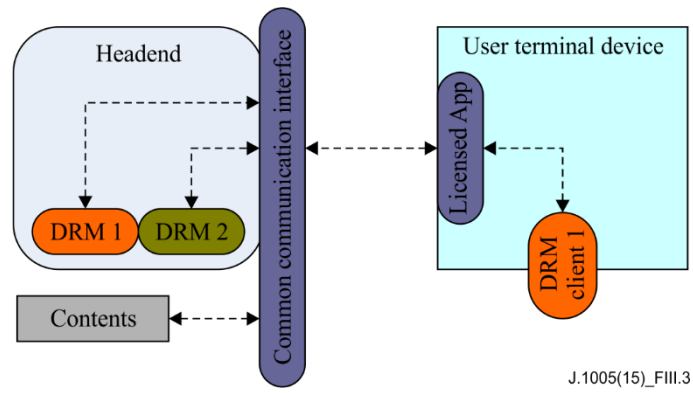 Headend
Common communication interface
User terminal device
Licensed App
DRM 1
DRM 2
DRM
client 1
Contents
J.1005(15)_FIII.3